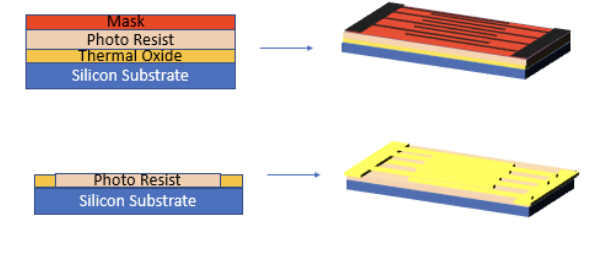 Mask
Photo Resist
Thermal Oxide
Silicon Substrate
Photo Resist
Silicon Substrate